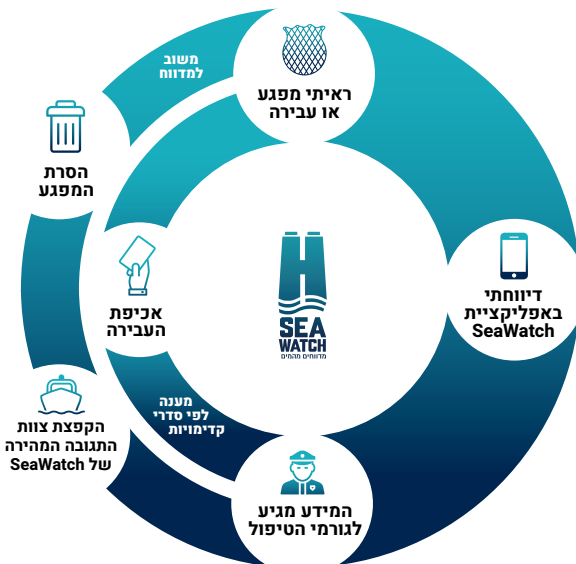 ראיתי מפגע
או עבירה
דיווחתי
באפליקציית
SeaWatch
המידע מגיע
לגורמי הטיפול
מענה
לפי סדרי
קדימויות
אכיפת
העבירה
הקפצת צוות
התגובה המהירה
של SeaWatch
הסרת
המפגע
משוב
למדווח
SEA
WATCH
מדווחים מהמים